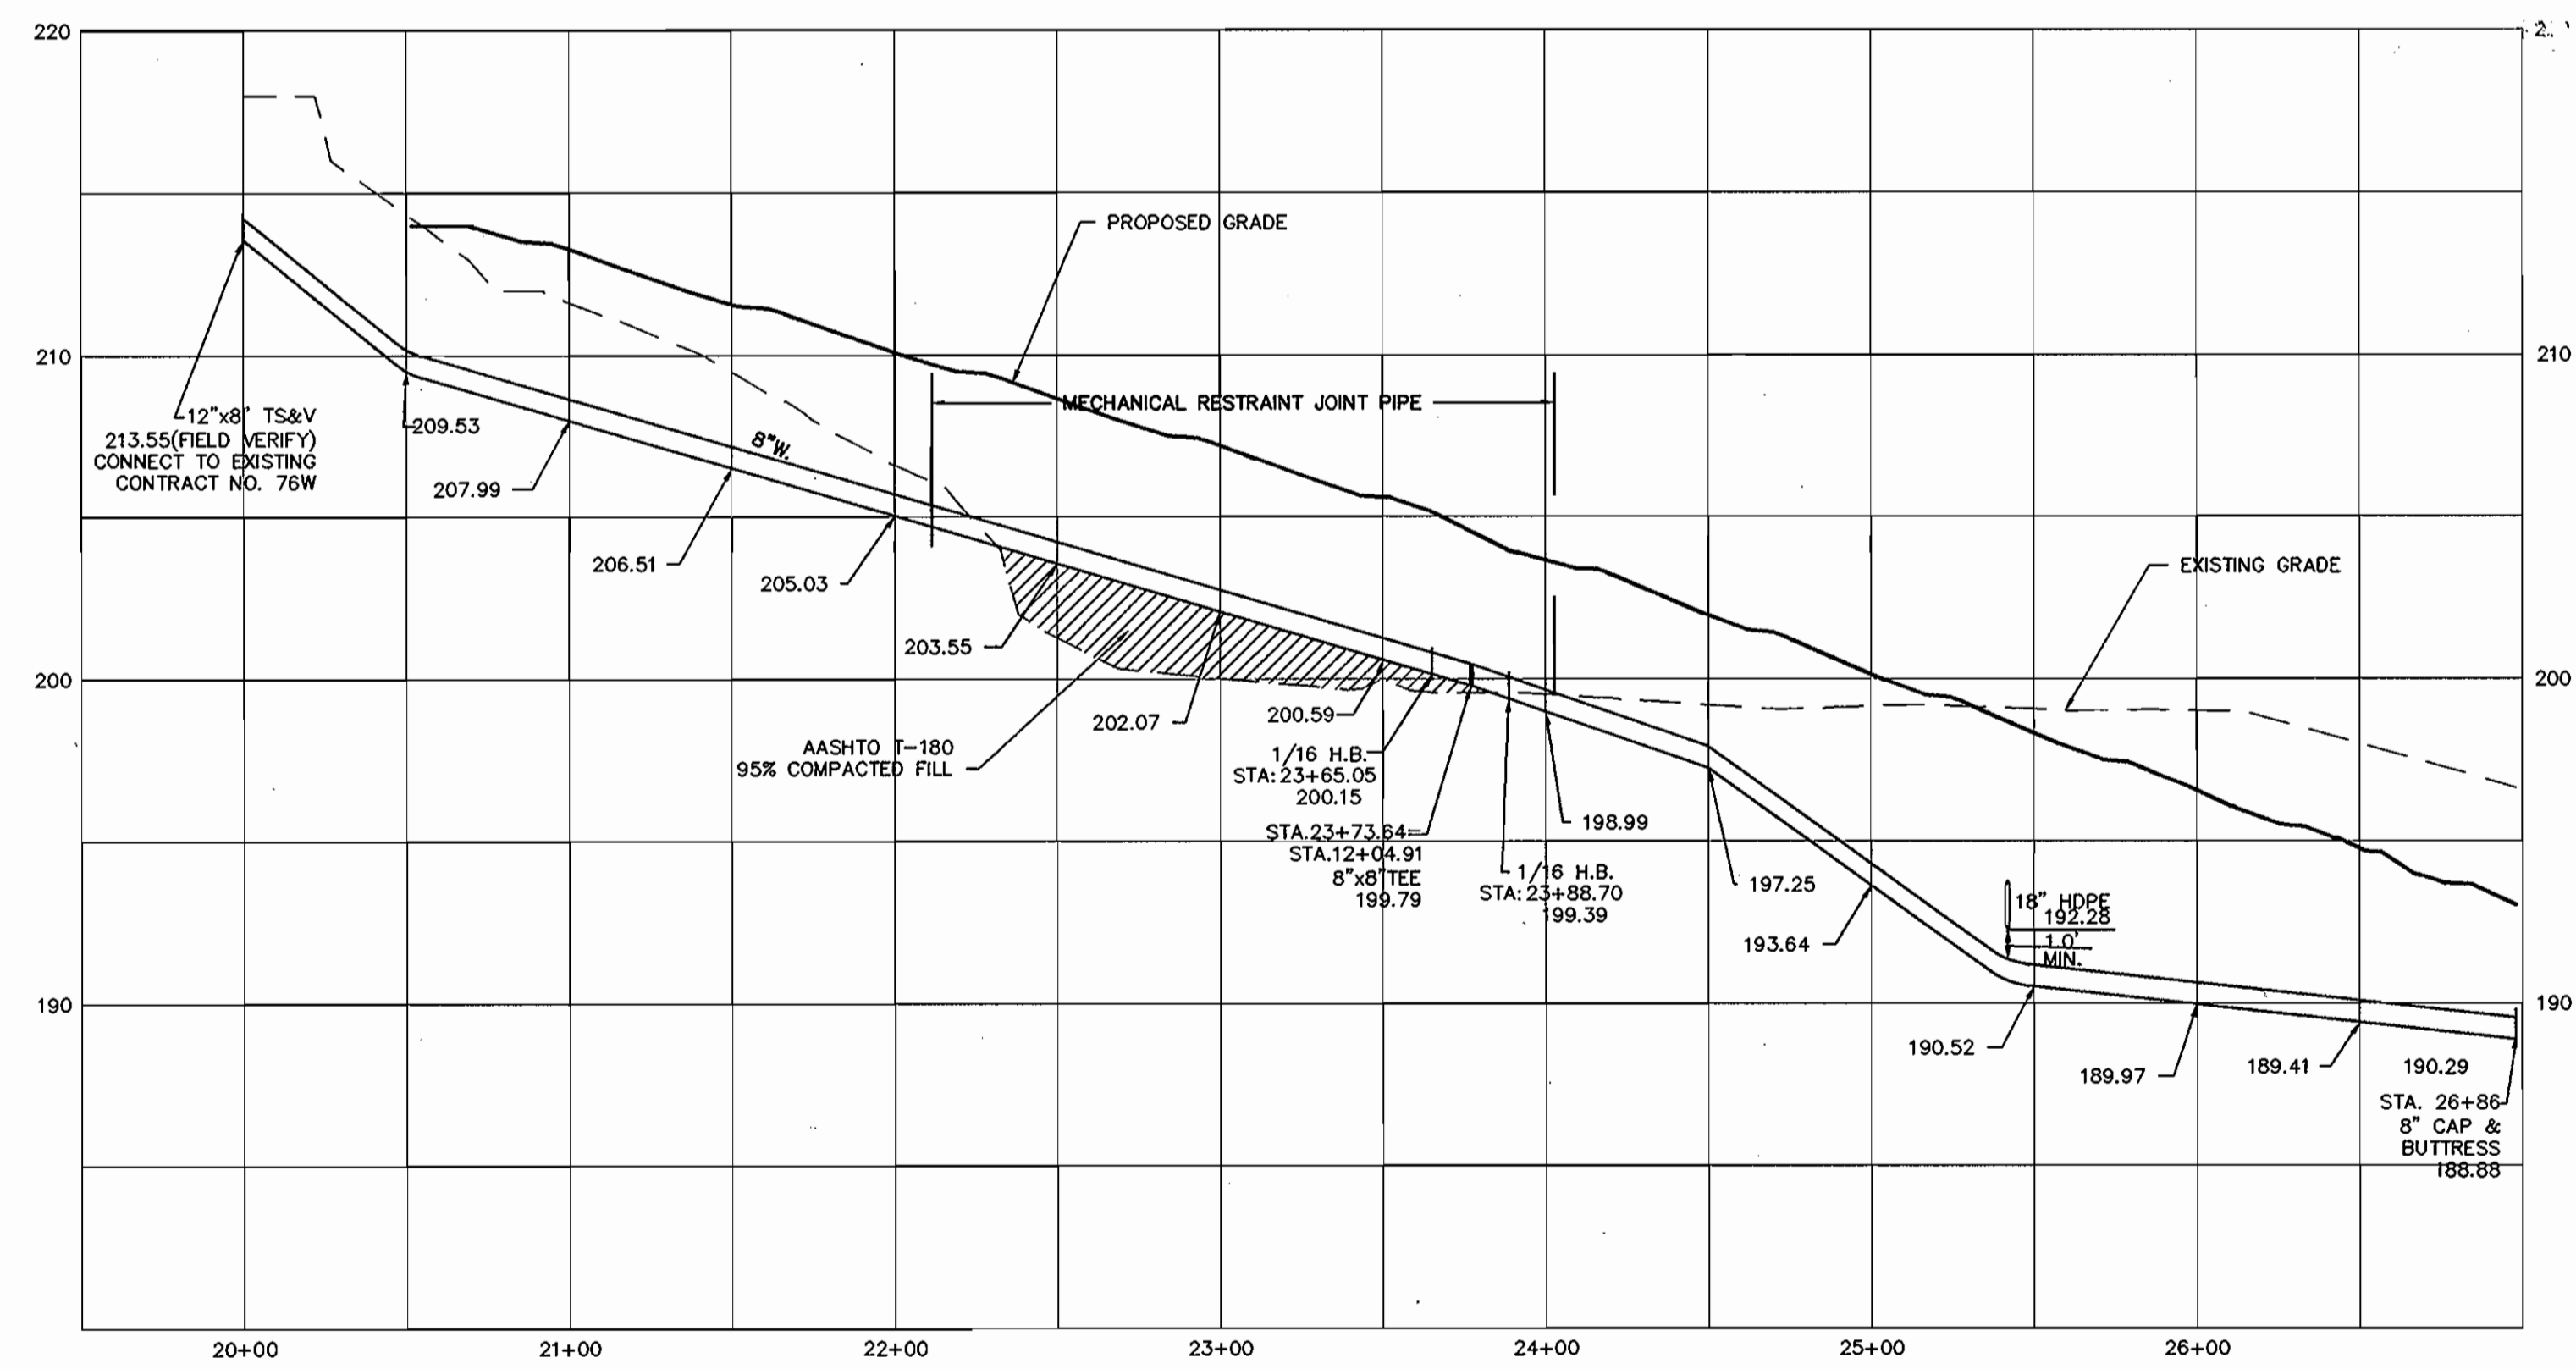 220
210
200
190
210
200
190
PROPOSED GRADE
MECHANICAL RESTRAINT JOINT PIPE
EXISTING GRADE
8"W.
12"x8' TS&V
213.55(FIELD VERIFY)
CONNECT TO EXISTING
CONTRACT NO. 76W
209.53
207.99
206.51
205.03
203.55
202.07
AASHTO T-180
95% COMPACTED FILL
200.59
1/16 H.B.
STA:23+65.05
200.15
STA.23+73.64=
STA.12+04.91
8"x8"TEE
199.79
1/16 H.B.
STA:23+88.70
199.39
198.99
197.25
193.64
18" HDPE
192.28
1.0'
MIN.
190.52
189.97
189.41
190.29
STA. 26+86
8" CAP &
BUTTRESS
188.88
20+00
21+00
22+00
23+00
24+00
25+00
26+00